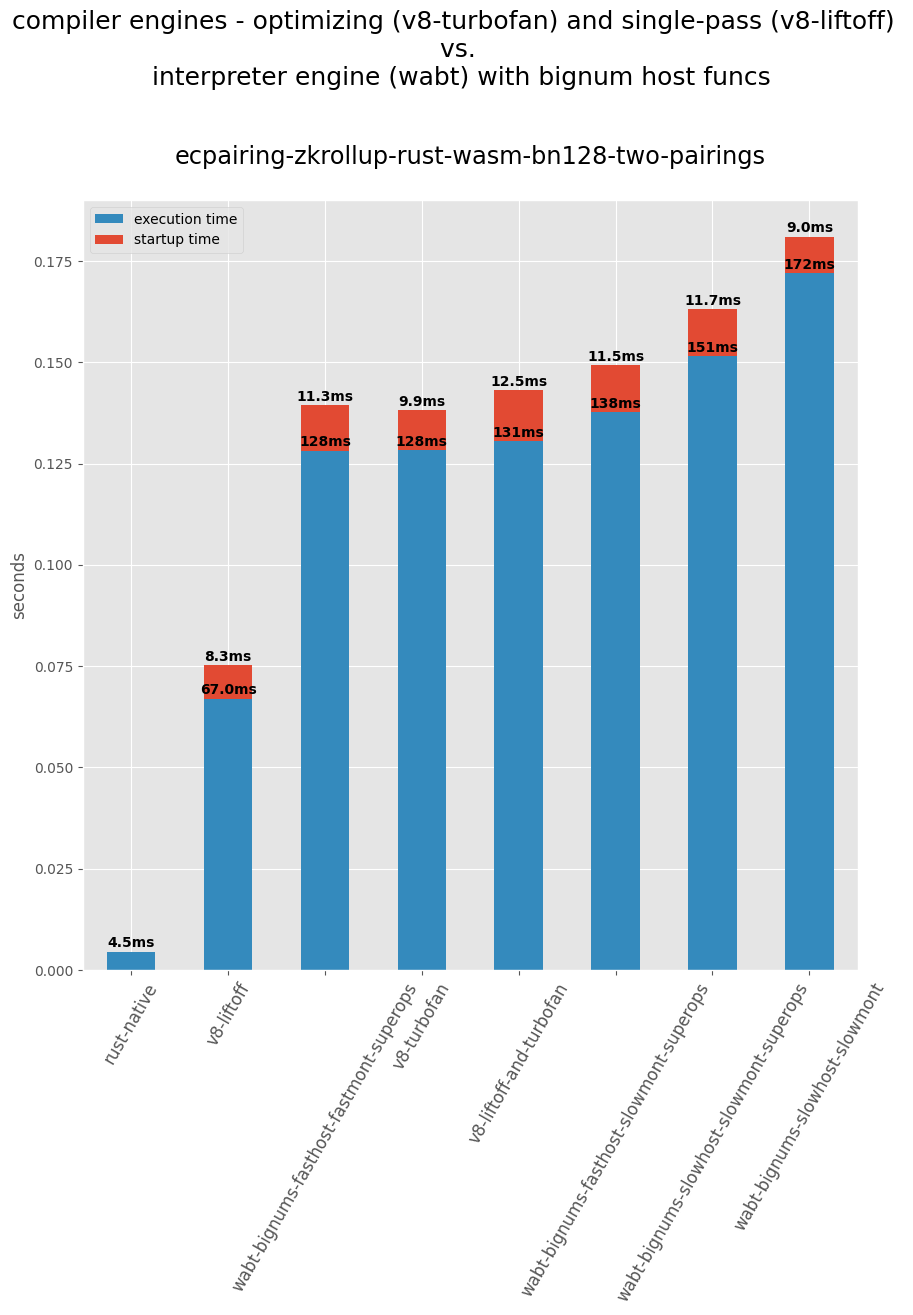 compiler engines - optimizing (v8-turbofan) and single-pass (v8-liftoff)
vs.
interpreter engine (wabt) with bignum host funcs
ecpairing-zkrollup-rust-wasm-bn128-two-pairings
execution time
startup time
seconds
0.175
0.150
0.125
0.100
0.075
0.050
0.025
0.000
4.5ms
8.3ms
67.0ms
11.3ms
128ms
9.9ms
128ms
12.5ms
131ms
11.5ms
138ms
11.7ms
151ms
9.0ms
172ms
rust-native
v8-liftoff
wabt-bignums-fasthost-fastmont-superops
v8-turbofan
v8-liftoff-and-turbofan
wabt-bignums-fasthost-slowmont-superops
wabt-bignums-slowhost-slowmont-superops
wabt-bignums-slowhost-slowmont